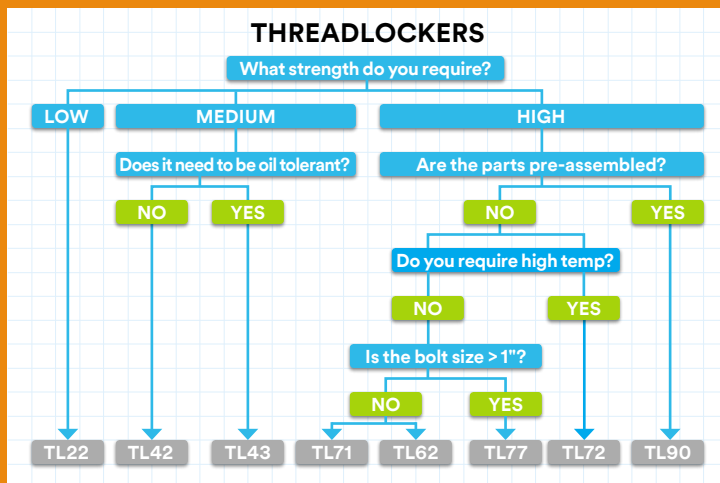 THREADLOCKERS
What strength do you require?
LOW
MEDIUM
HIGH
Does it need to be oil tolerant?
Are the parts pre-assembled?
NO
YES
NO
YES
Do you require high temp?
NO
YES
Is the bolt size > 1"?
NO
YES
TL22
TL42
TL43
TL71
TL62
TL77
TL72
TL90